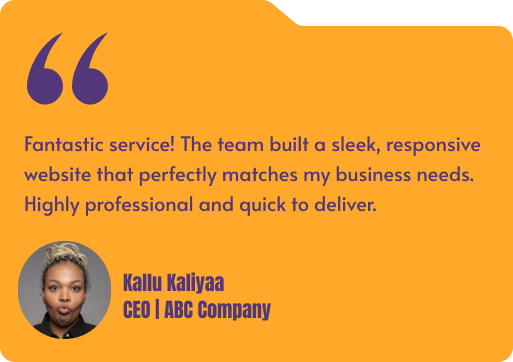 Fantastic service! The team built a sleek, responsive
website that perfectly matches my business needs.
Highly professional and quick to deliver.
Kallu Kaliyaa
CEO | ABC Company